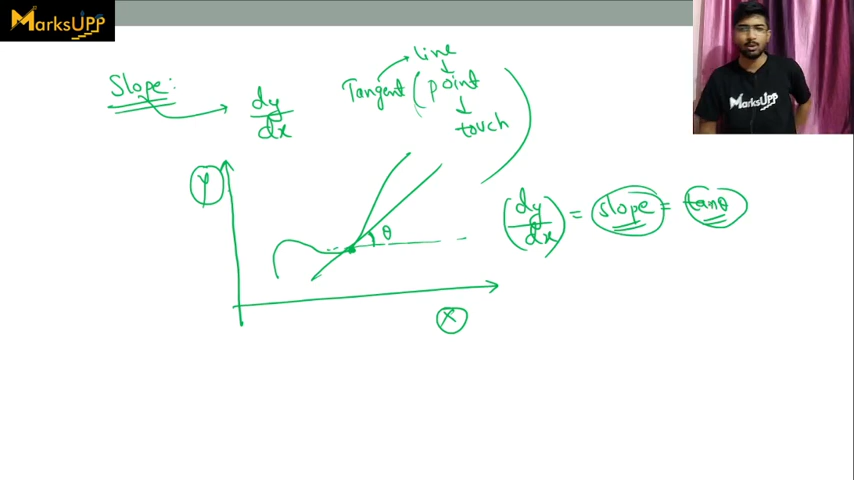 MarksUPP
line
Slope:
Tangent ( point
dy
dx
touch
MarksUPP
Y
(dy/dx) = slope = tanθ
θ
X